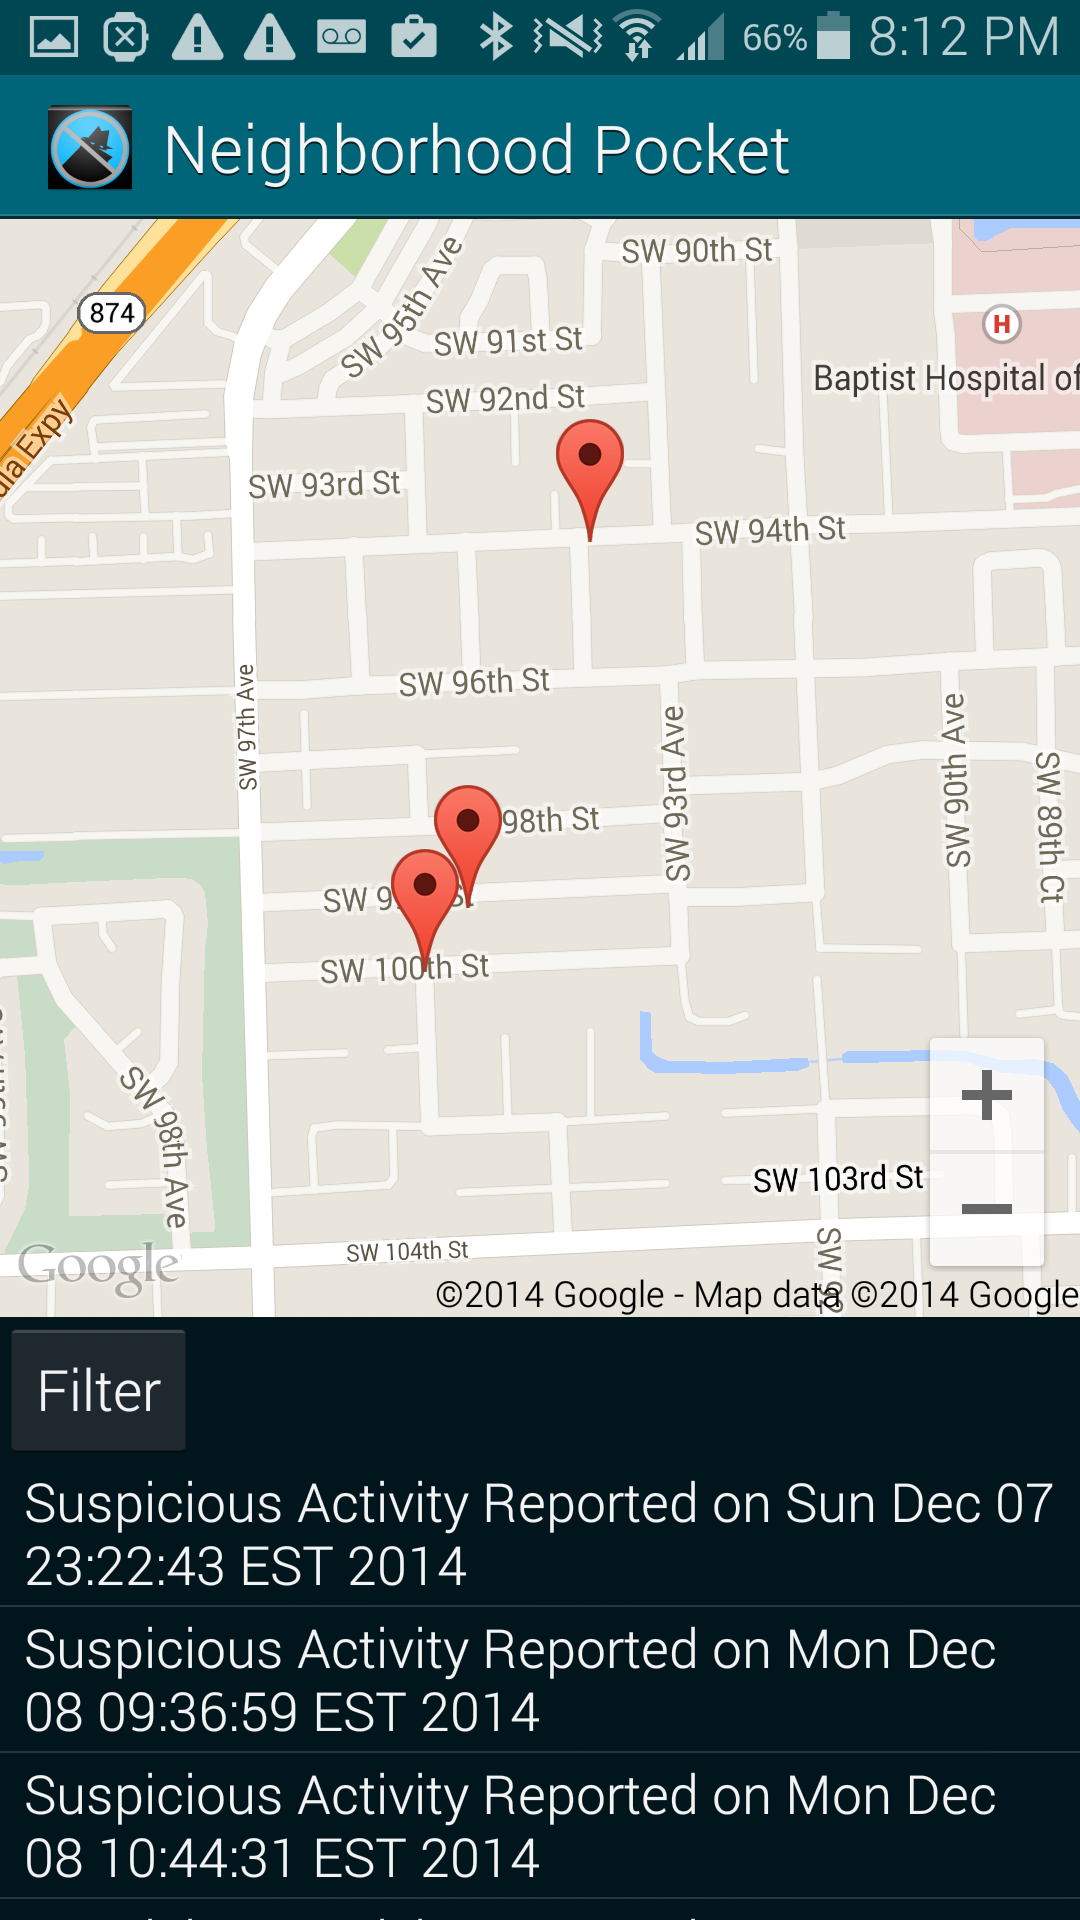 66% 8:12 PM
Neighborhood Pocket
SW 90th St
SW 95th Ave
874
H
SW 91st St
Baptist Hospital of
SW 92nd St
Expy
SW 93rd St
SW 94th St
SW 96th St
SW 97th Ave
SW 93rd Ave
SW 90th Ave
SW 89th Ct
98th St
SW 9 St
SW 100th St
SW 98th Ave
SW 103rd St
SW 104th St
SW 92
Google
©2014 Google - Map data ©2014 Google
Filter
Suspicious Activity Reported on Sun Dec 07
23:22:43 EST 2014
Suspicious Activity Reported on Mon Dec
08 09:36:59 EST 2014
Suspicious Activity Reported on Mon Dec
08 10:44:31 EST 2014